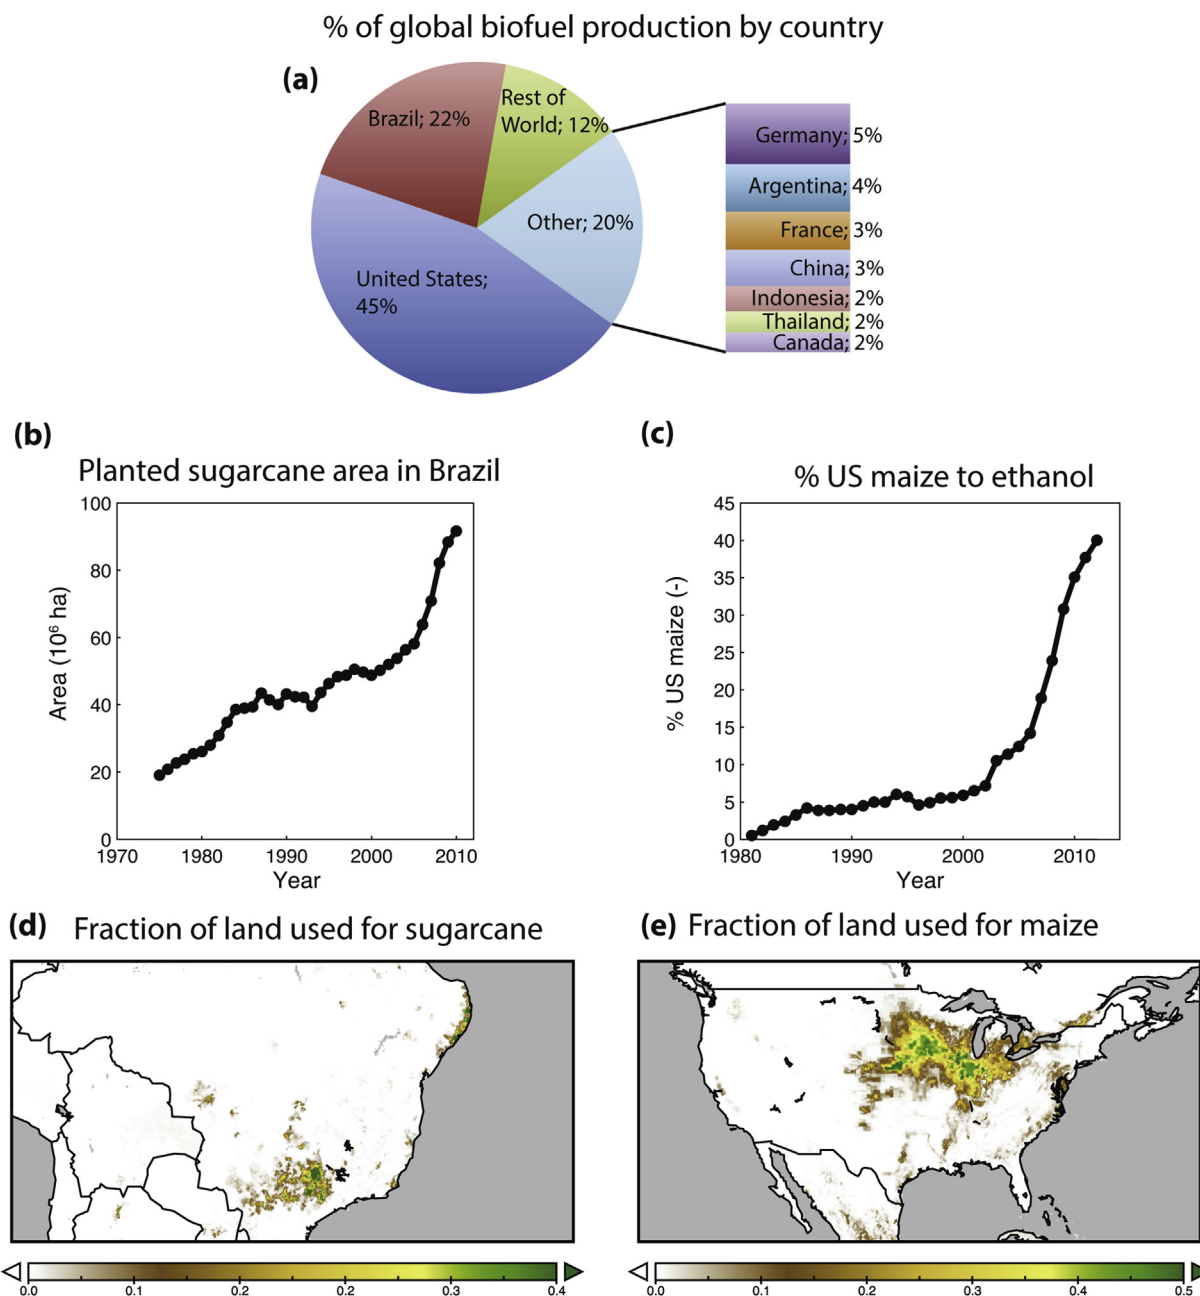 % of global biofuel production by country
(a)
Brazil; 22%
Rest of
World; 12%
Other; 20%
United States;
45%
Germany; 5%
Argentina; 4%
France; 3%
China; 3%
Indonesia; 2%
Thailand; 2%
Canada; 2%
(b)
Planted sugarcane area in Brazil
100
80
60
40
20
0
Area (10⁶ ha)
1970 1980 1990 2000 2010
Year
(c)
% US maize to ethanol
45
40
35
30
25
20
15
10
5
0
% US maize (-)
1980 1990 2000 2010
Year
(d) Fraction of land used for sugarcane
0.0 0.1 0.2 0.2 0.3 0.4
(e) Fraction of land used for maize
0.0 0.1 0.2 0.3 0.4 0.5